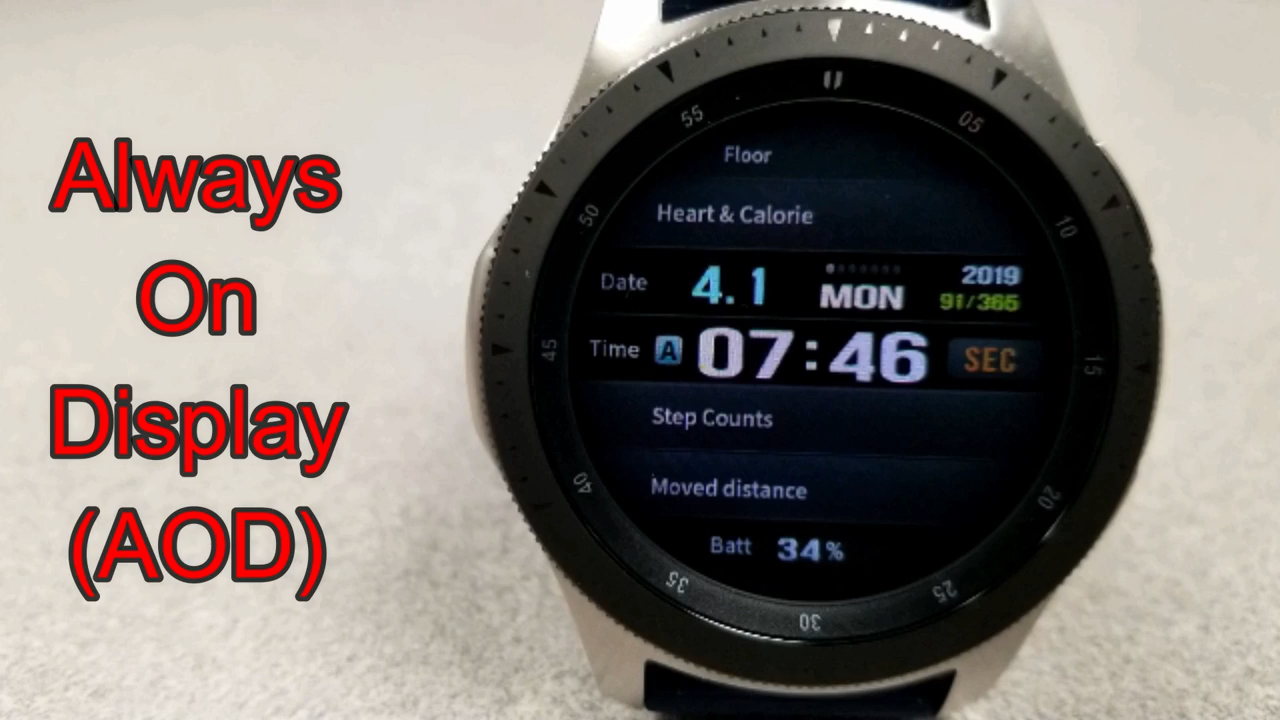 Always
On
Display
(AOD)
55
05
50
10
45
15
40
20
35
25
30
Floor
Heart & Calorie
Date 4.1 MON 2019
91/365
Time A 07:46 SEC
Step Counts
Moved distance
Batt 34%